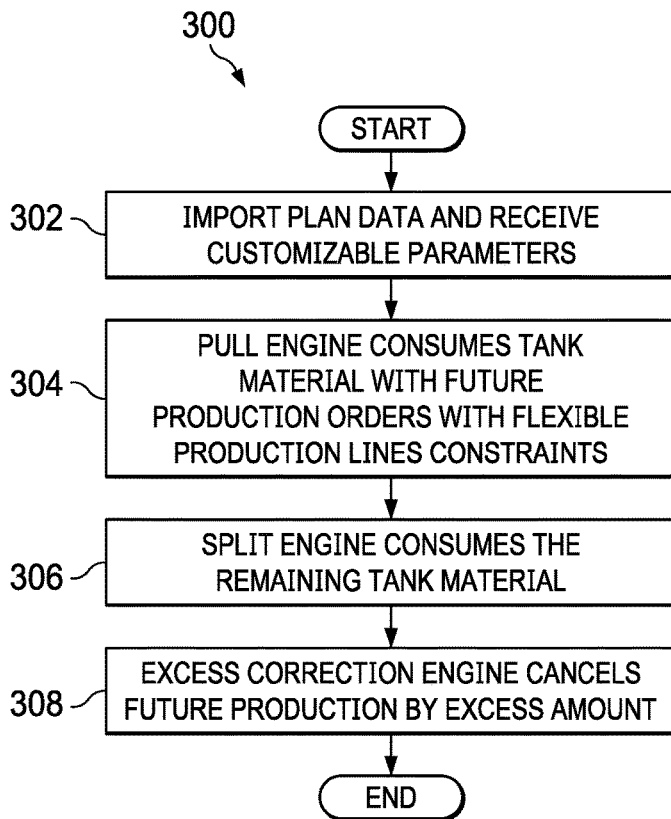 300
START
302
IMPORT PLAN DATA AND RECEIVE
CUSTOMIZABLE PARAMETERS
304
PULL ENGINE CONSUMES TANK
MATERIAL WITH FUTURE
PRODUCTION ORDERS WITH FLEXIBLE
PRODUCTION LINES CONSTRAINTS
306
SPLIT ENGINE CONSUMES THE
REMAINING TANK MATERIAL
308
EXCESS CORRECTION ENGINE CANCELS
FUTURE PRODUCTION BY EXCESS AMOUNT
END